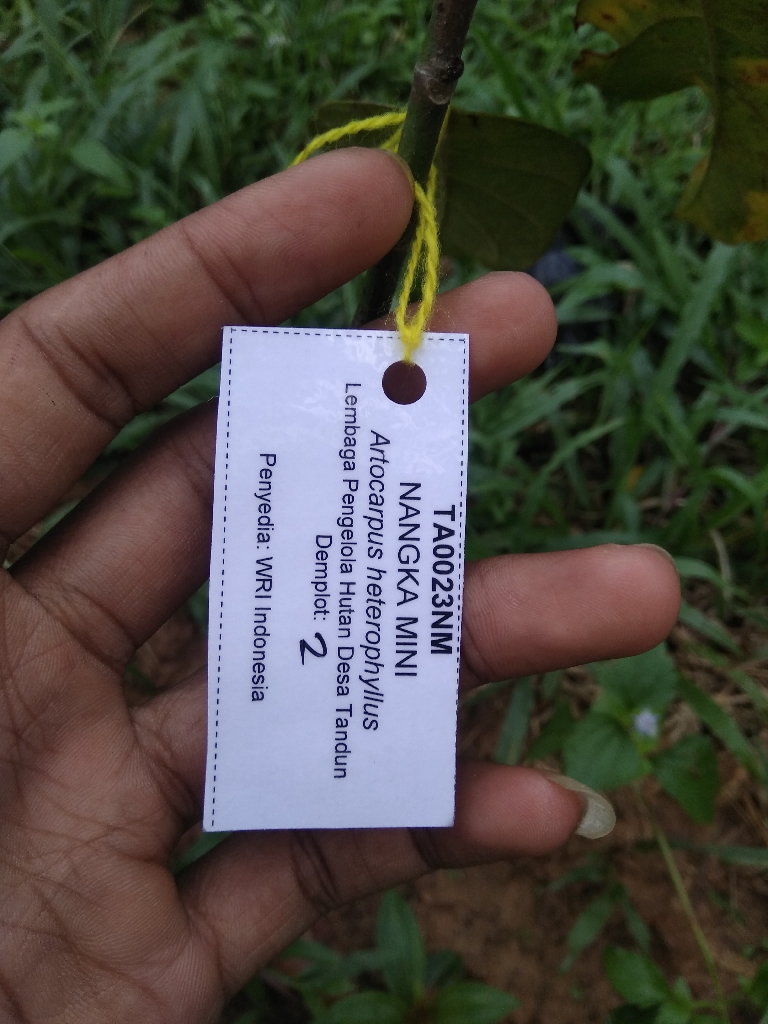 TA0023NM
NANGKA MINI
Artocarpus heterophyllus
Lembaga Pengelola Hutan Desa Tandun
Demplot: 2
Penyedia: WRI Indonesia